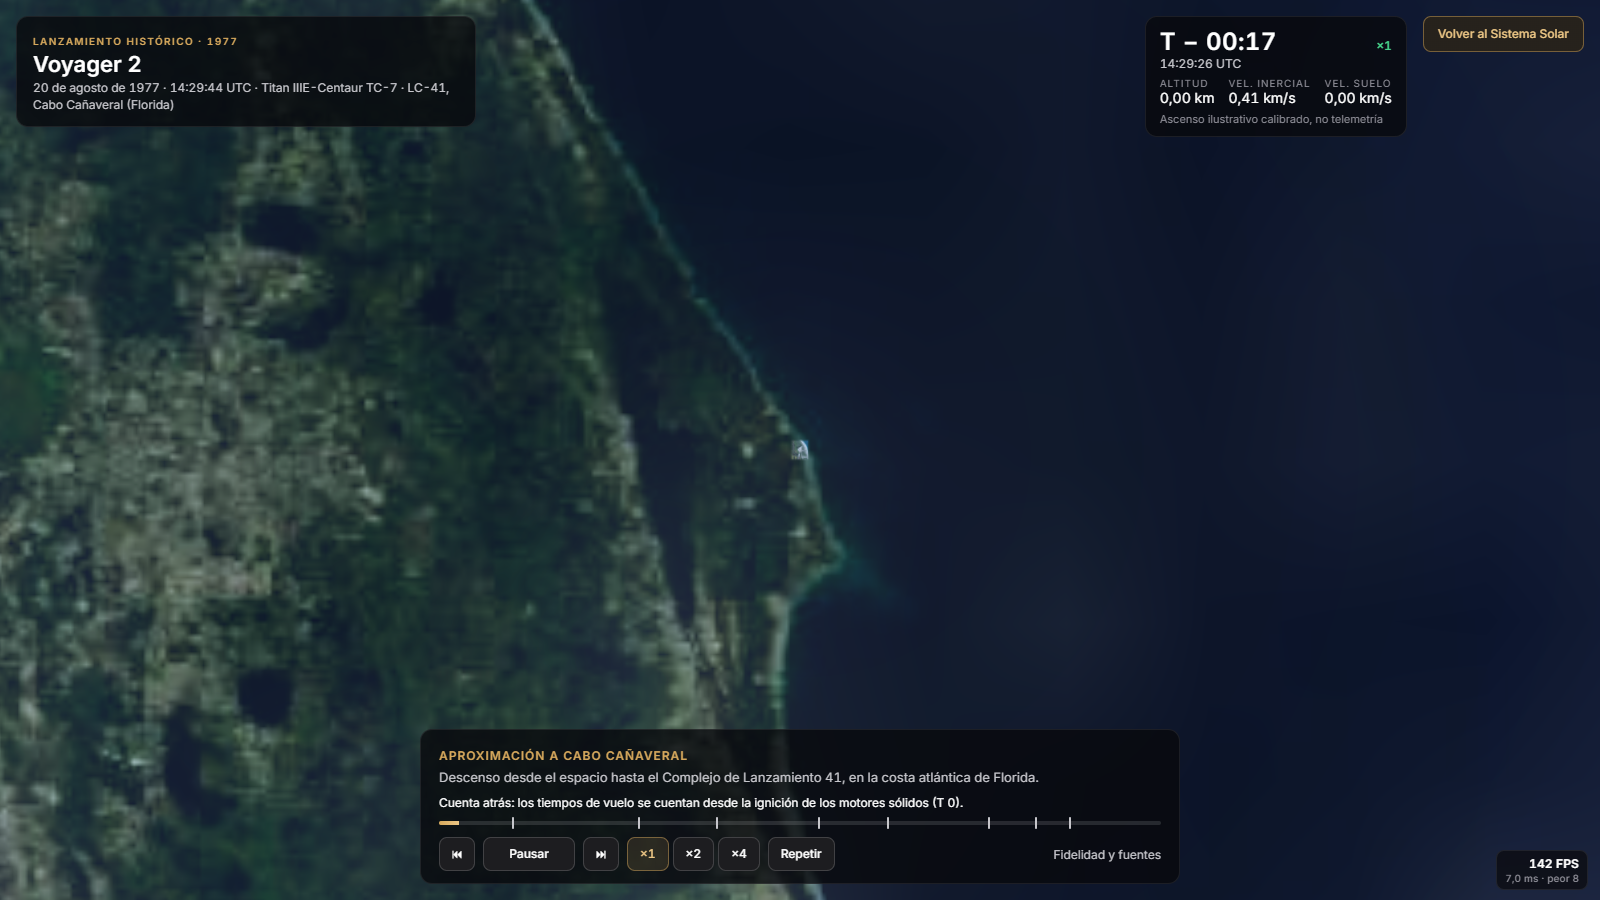 LANZAMIENTO HISTÓRICO · 1977
Voyager 2
20 de agosto de 1977 · 14:29:44 UTC · Titan IIIE-Centaur TC-7 · LC-41,
Cabo Cañaveral (Florida)
T − 00:17
×1
14:29:26 UTC
ALTITUD VEL. INERCIAL VEL. SUELO
0,00 km 0,41 km/s 0,00 km/s
Ascenso ilustrativo calibrado, no telemetría
Volver al Sistema Solar
APROXIMACIÓN A CABO CAÑAVERAL
Descenso desde el espacio hasta el Complejo de Lanzamiento 41, en la costa atlántica de Florida.
Cuenta atrás: los tiempos de vuelo se cuentan desde la ignición de los motores sólidos (T 0).
Pausar ×1 ×2 ×4 Repetir Fidelidad y fuentes
142 FPS
7,0 ms · peor 8